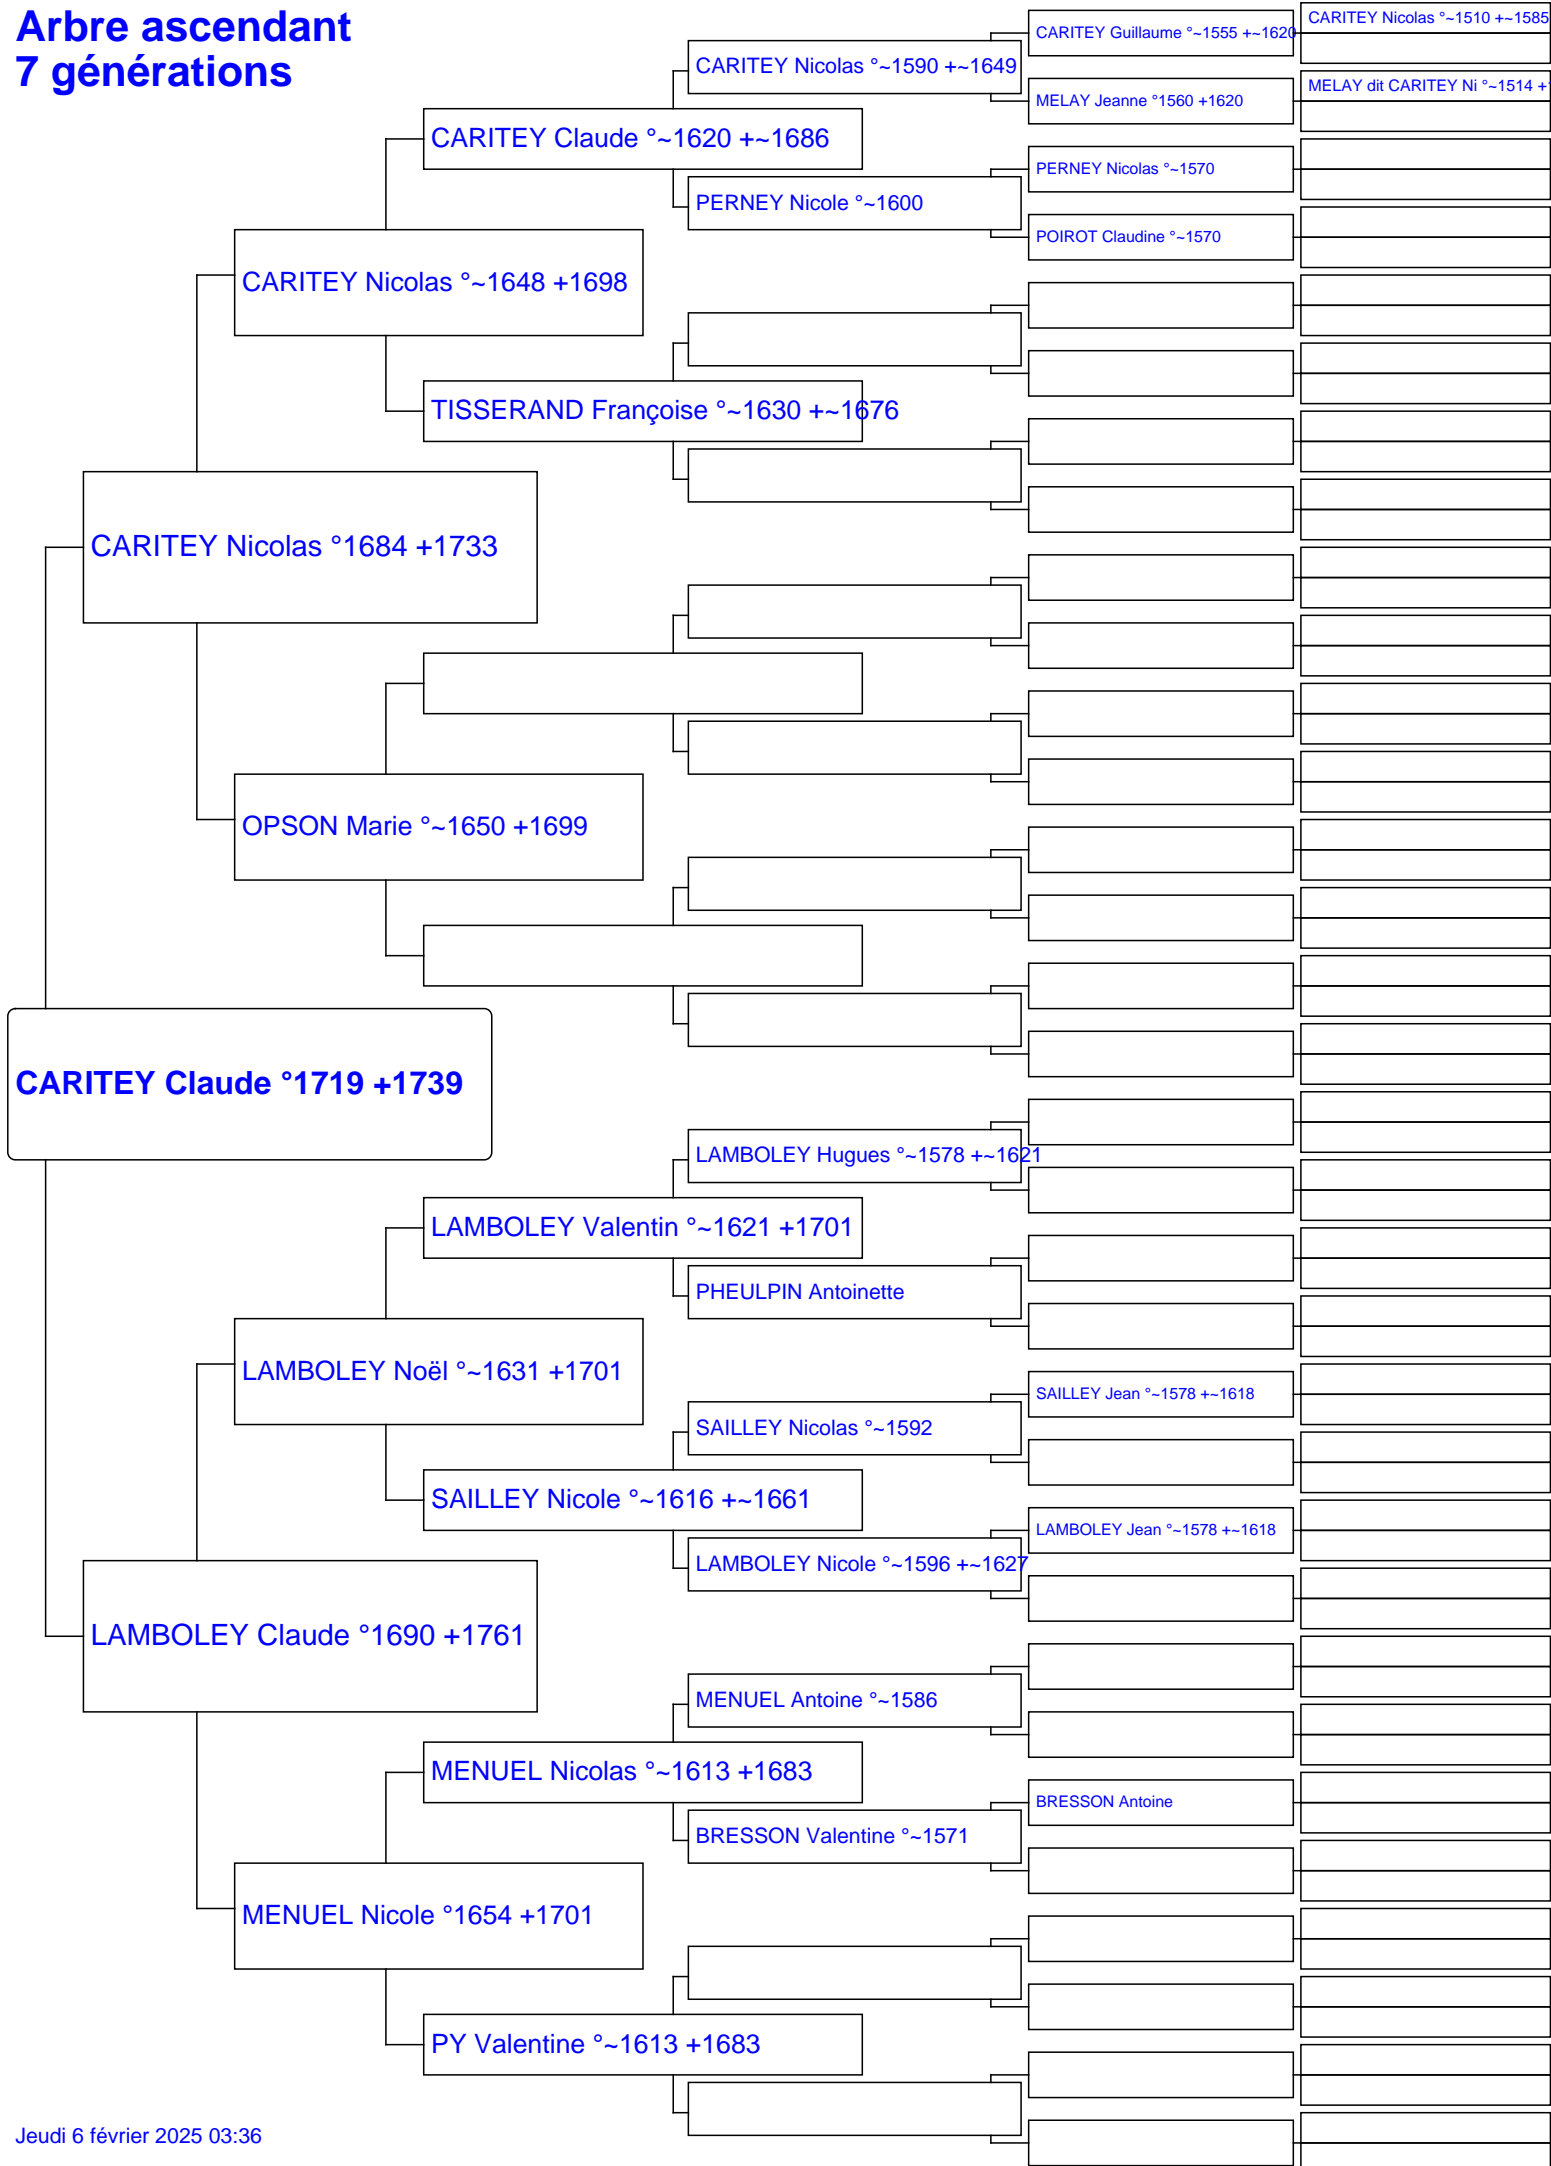 Arbre ascendant
7 générations
CARITEY Nicolas °~1510 +~1585
CARITEY Guillaume °~1555 +~1620
CARITEY Nicolas °~1590 +~1649
MELAY dit CARITEY Ni °~1514 +
MELAY Jeanne °1560 +1620
CARITEY Claude °~1620 +~1686
PERNEY Nicolas °~1570
PERNEY Nicole °~1600
POIROT Claudine °~1570
CARITEY Nicolas °~1648 +1698
TISSERAND Françoise °~1630 +~1676
CARITEY Nicolas °1684 +1733
OPSON Marie °~1650 +1699
CARITEY Claude °1719 +1739
LAMBOLEY Hugues °~1578 +~1621
LAMBOLEY Valentin °~1621 +1701
PHEULPIN Antoinette
LAMBOLEY Noël °~1631 +1701
SAILLEY Jean °~1578 +~1618
SAILLEY Nicolas °~1592
SAILLEY Nicole °~1616 +~1661
LAMBOLEY Jean °~1578 +~1618
LAMBOLEY Nicole °~1596 +~1627
LAMBOLEY Claude °1690 +1761
MENUEL Antoine °~1586
MENUEL Nicolas °~1613 +1683
BRESSON Antoine
BRESSON Valentine °~1571
MENUEL Nicole °1654 +1701
PY Valentine °~1613 +1683
Jeudi 6 février 2025 03:36